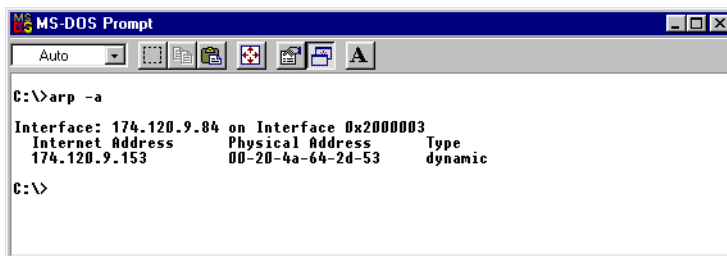 MS-DOS Prompt
Auto
A
C:\>arp -a
Interface: 174.120.9.84 on Interface 0x2000003
Internet Address Physical Address Type
174.120.9.153 00-20-4a-64-2d-53 dynamic
C:\>